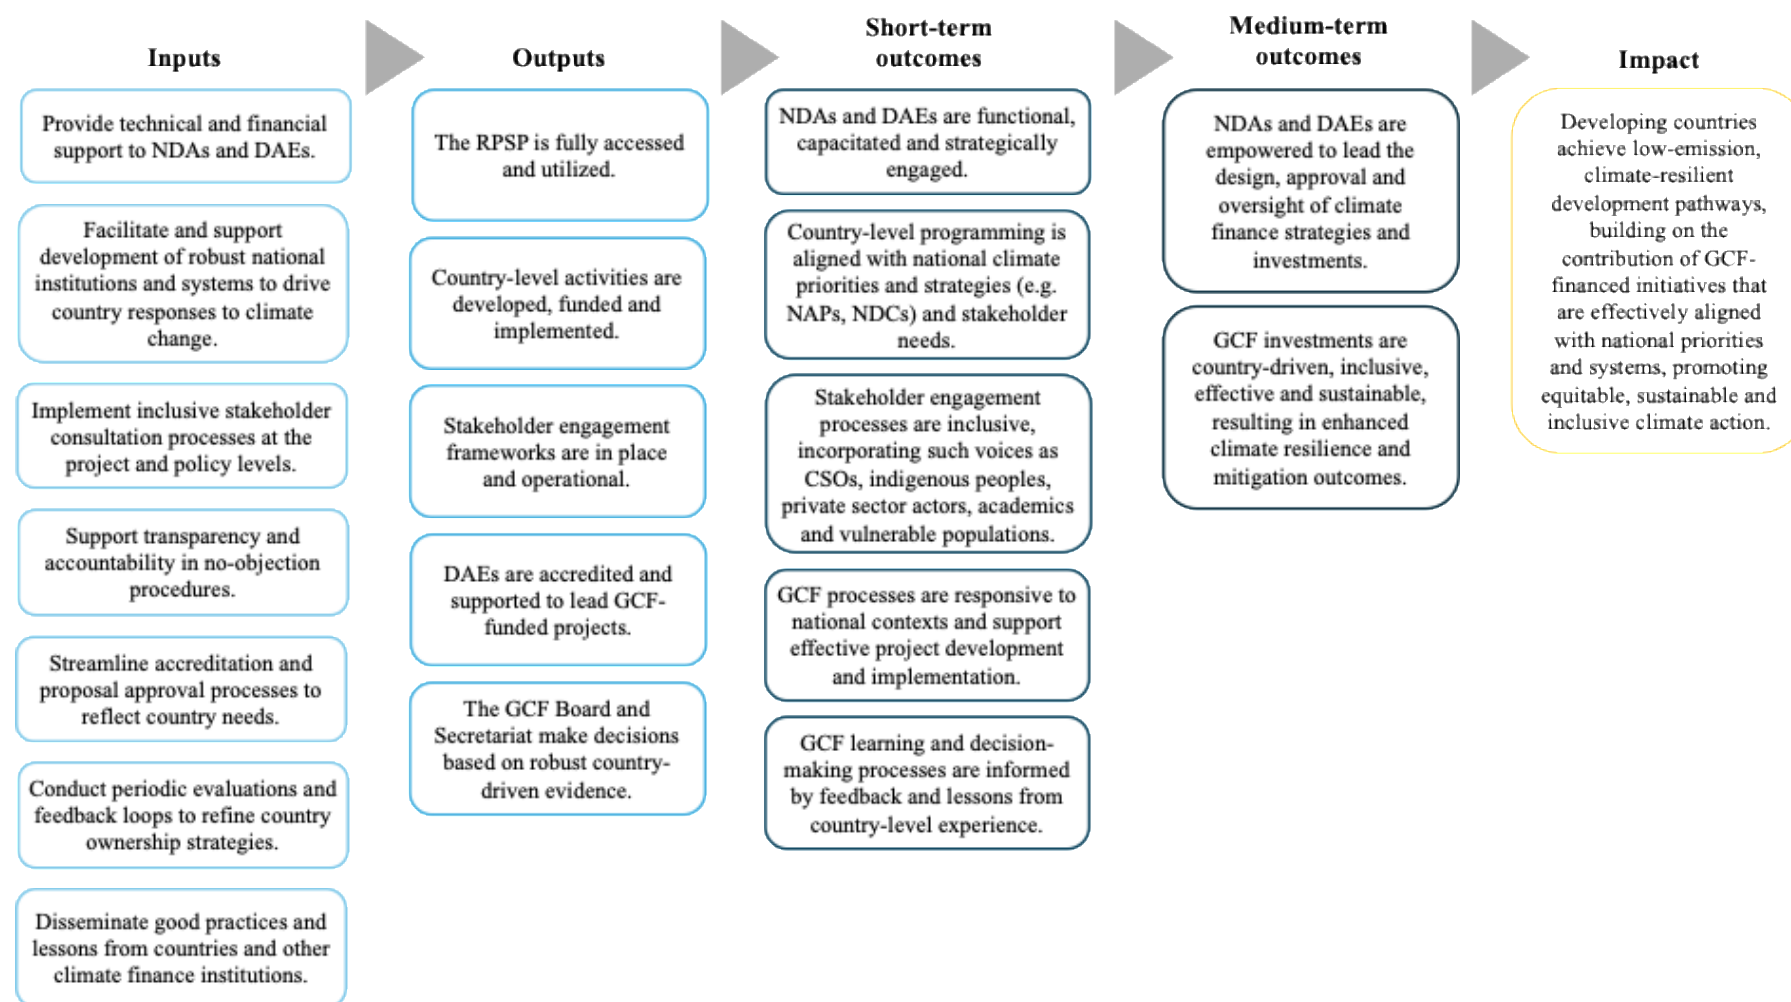 Inputs
Provide technical and financial
support to NDAs and DAEs.
Facilitate and support
development of robust national
institutions and systems to drive
country responses to climate
change.
Implement inclusive stakeholder
consultation processes at the
project and policy levels.
Support transparency and
accountability in no-objection
procedures.
Streamline accreditation and
proposal approval processes to
reflect country needs.
Conduct periodic evaluations and
feedback loops to refine country
ownership strategies.
Disseminate good practices and
lessons from countries and other
climate finance institutions.
Outputs
The RPSP is fully accessed
and utilized.
Country-level activities are
developed, funded and
implemented.
Stakeholder engagement
frameworks are in place
and operational.
DAEs are accredited and
supported to lead GCF-
funded projects.
The GCF Board and
Secretariat make decisions
based on robust country-
driven evidence.
Short-term
outcomes
NDAs and DAEs are functional,
capacitated and strategically
engaged.
Country-level programming is
aligned with national climate
priorities and strategies (e.g.
NAPs, NDCs) and stakeholder
needs.
Stakeholder engagement
processes are inclusive,
incorporating such voices as
CSOs, indigenous peoples,
private sector actors, academics
and vulnerable populations.
GCF processes are responsive to
national contexts and support
effective project development
and implementation.
GCF learning and decision-
making processes are informed
by feedback and lessons from
country-level experience.
Medium-term
outcomes
NDAs and DAEs are
empowered to lead the
design, approval and
oversight of climate
finance strategies and
investments.
GCF investments are
country-driven, inclusive,
effective and sustainable,
resulting in enhanced
climate resilience and
mitigation outcomes.
Impact
Developing countries
achieve low-emission,
climate-resilient
development pathways,
building on the
contribution of GCF-
financed initiatives that
are effectively aligned
with national priorities
and systems, promoting
equitable, sustainable and
inclusive climate action.